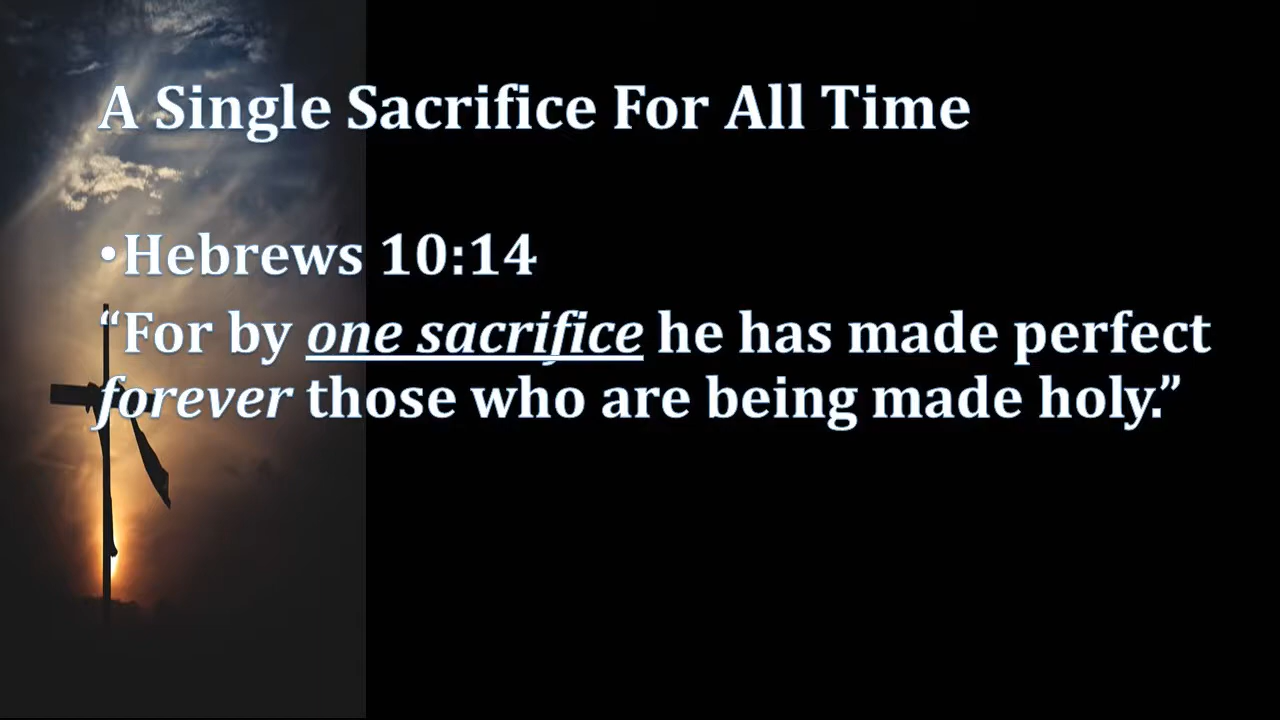 A Single Sacrifice For All Time
•Hebrews 10:14
“For by one sacrifice he has made perfect
forever those who are being made holy.”